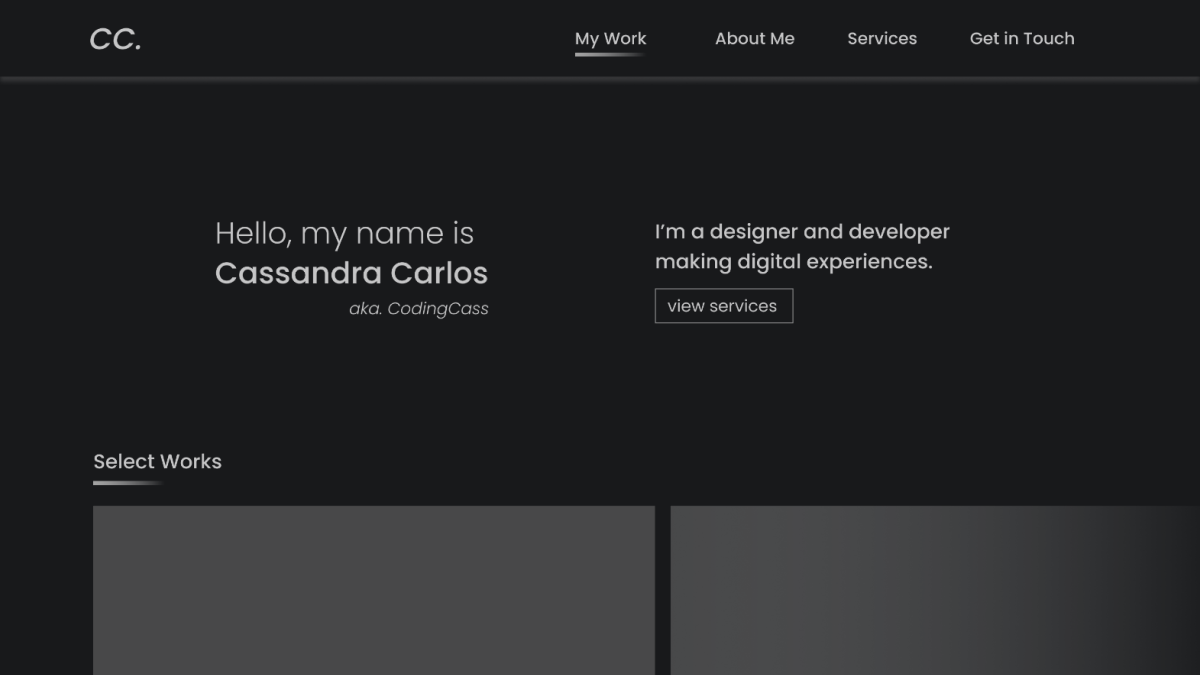 CC.
My Work
About Me
Services
Get in Touch
Hello, my name is
Cassandra Carlos
aka. CodingCass
I’m a designer and developer
making digital experiences.
view services
Select Works